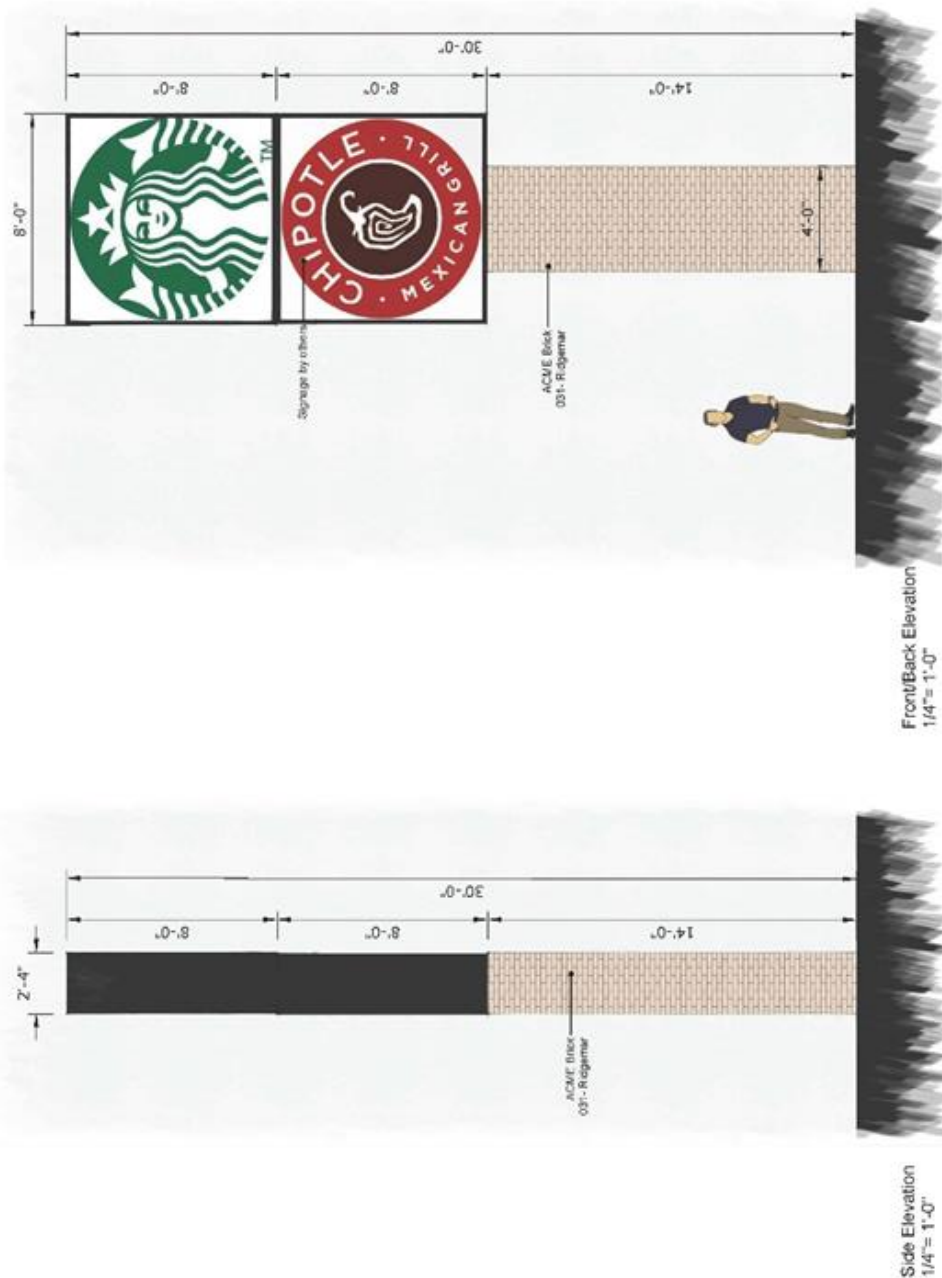 30'-0"
8'-0"
8'-0"
14'-0"
8'-0"
TM
CHIPOTLE
MEXICAN GRILL
Signage by others
ACME Brick
031- Ridgemar
4'-0"
Front/Back Elevation
1/4"= 1'-0"
30'-0"
8'-0"
8'-0"
14'-0"
2'-4"
ACME Brick
031- Ridgemar
Side Elevation
1/4"= 1'-0"